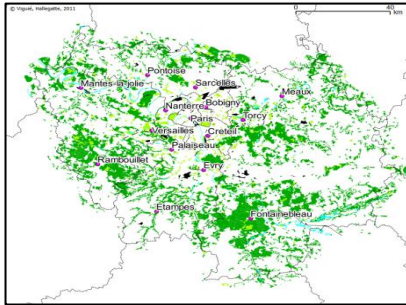 © Viguié, Hallegatte, 2011
0 40
km
Pontoise
Sarcelles
Mantes-la-jolie
Meaux
Bobigny
Nanterre
Torcy
Paris
Versailles
Creteil
Palaiseau
Rambouillet
Evry
Etampes
Fontainebleau